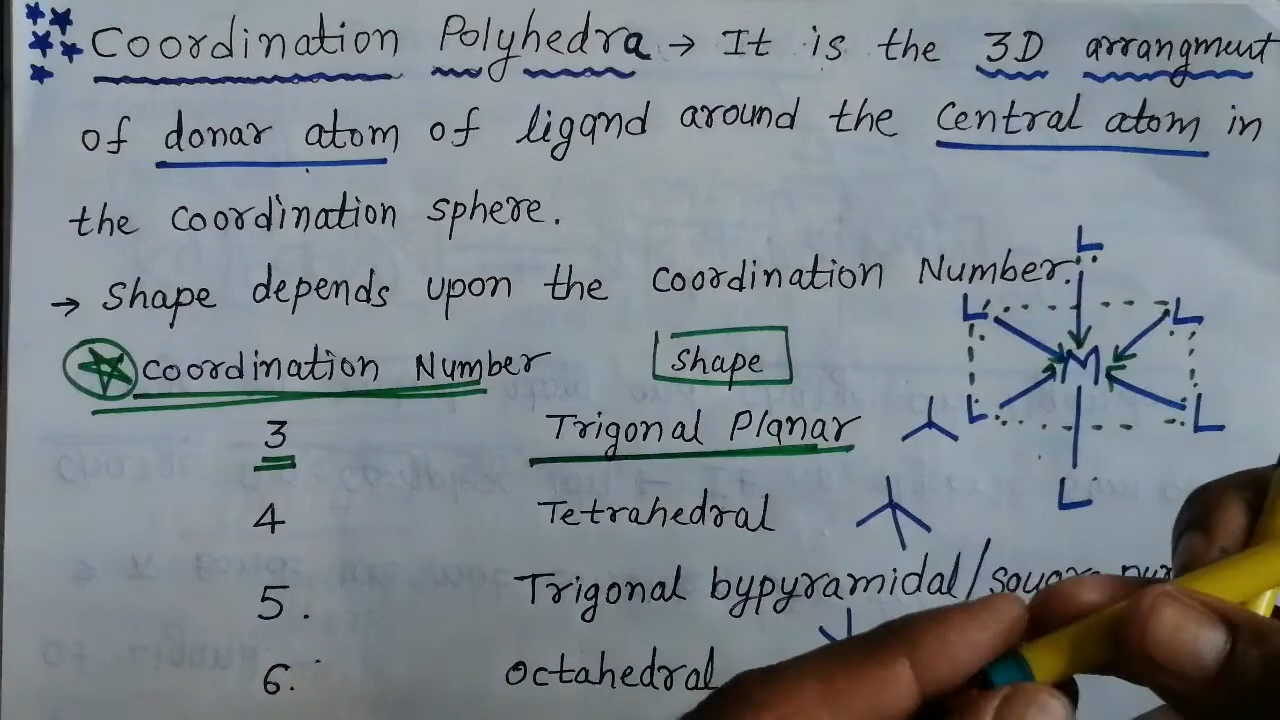 Coordination Polyhedra → It is the 3D arrangment
of donar atom of ligand around the central atom in
the coordination sphere.
→ Shape depends upon the coordination Number.
coordination Number Shape
3 Trigonal Planar
4 Tetrahedral
5. Trigonal bypyramidal/
6. Octahedral
L
L L
M
L L
L